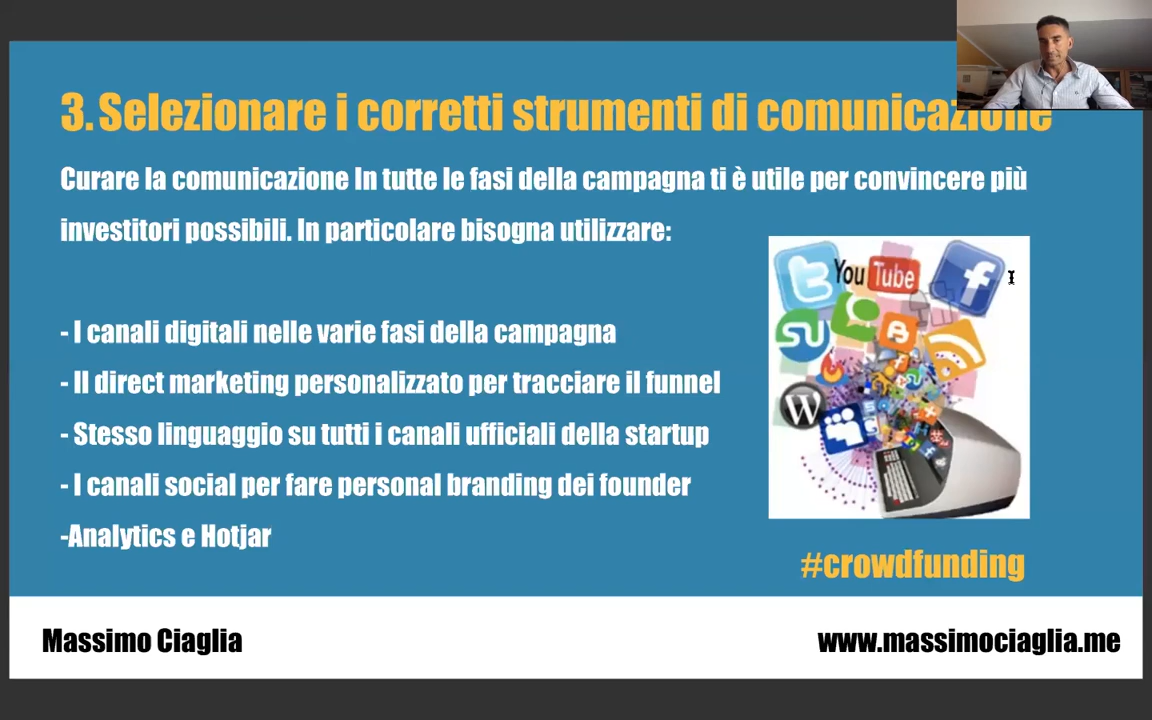 3. Selezionare i corretti strumenti di comunicazione
Curare la comunicazione In tutte le fasi della campagna ti è utile per convincere più
investitori possibili. In particolare bisogna utilizzare:
You Tube
- I canali digitali nelle varie fasi della campagna
- Il direct marketing personalizzato per tracciare il funnel
- Stesso linguaggio su tutti i canali ufficiali della startup
- I canali social per fare personal branding dei founder
-Analytics e Hotjar
#crowdfunding
Massimo Ciaglia
www.massimociaglia.me